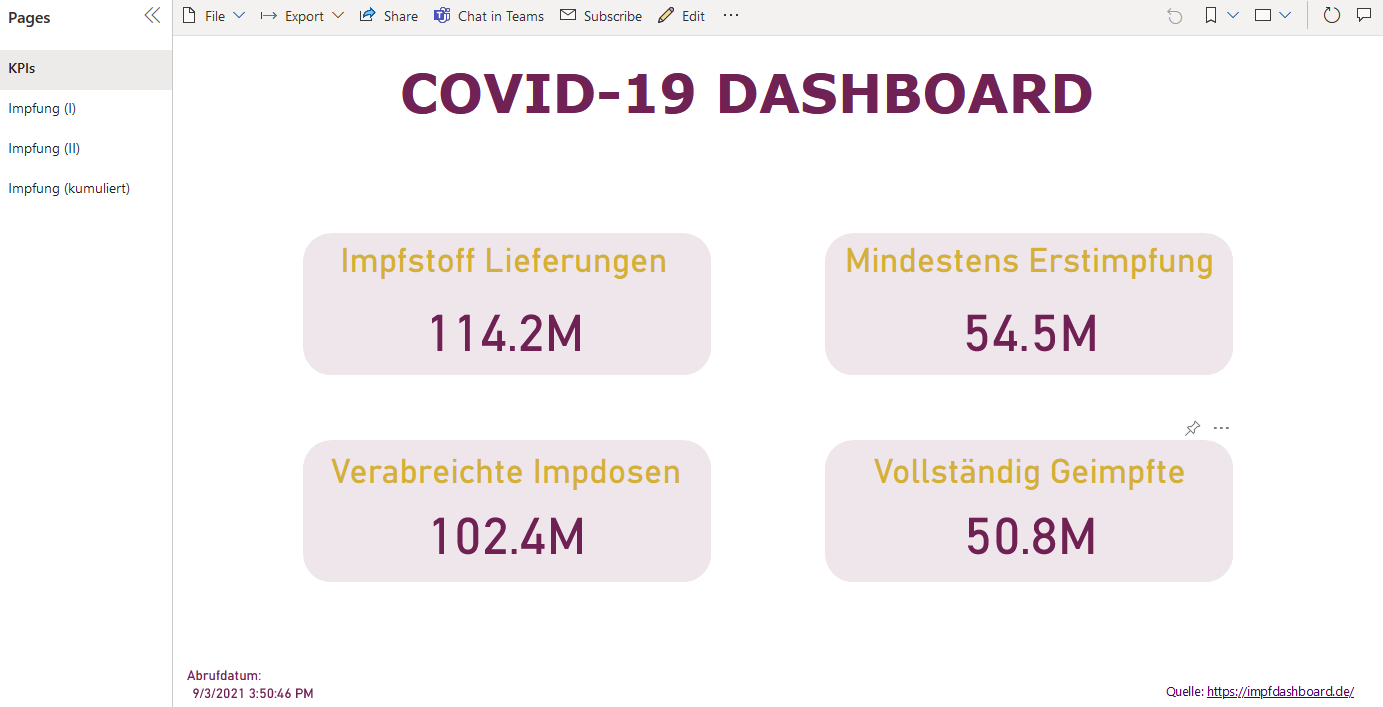 Pages
File
Export
Share
Chat in Teams
Subscribe
Edit
KPIs
Impfung (I)
Impfung (II)
Impfung (kumuliert)
COVID-19 DASHBOARD
Impfstoff Lieferungen
114.2M
Mindestens Erstimpfung
54.5M
Verabreichte Impdosen
102.4M
Vollständig Geimpfte
50.8M
Abrufdatum:
9/3/2021 3:50:46 PM
Quelle: https://impfdashboard.de/